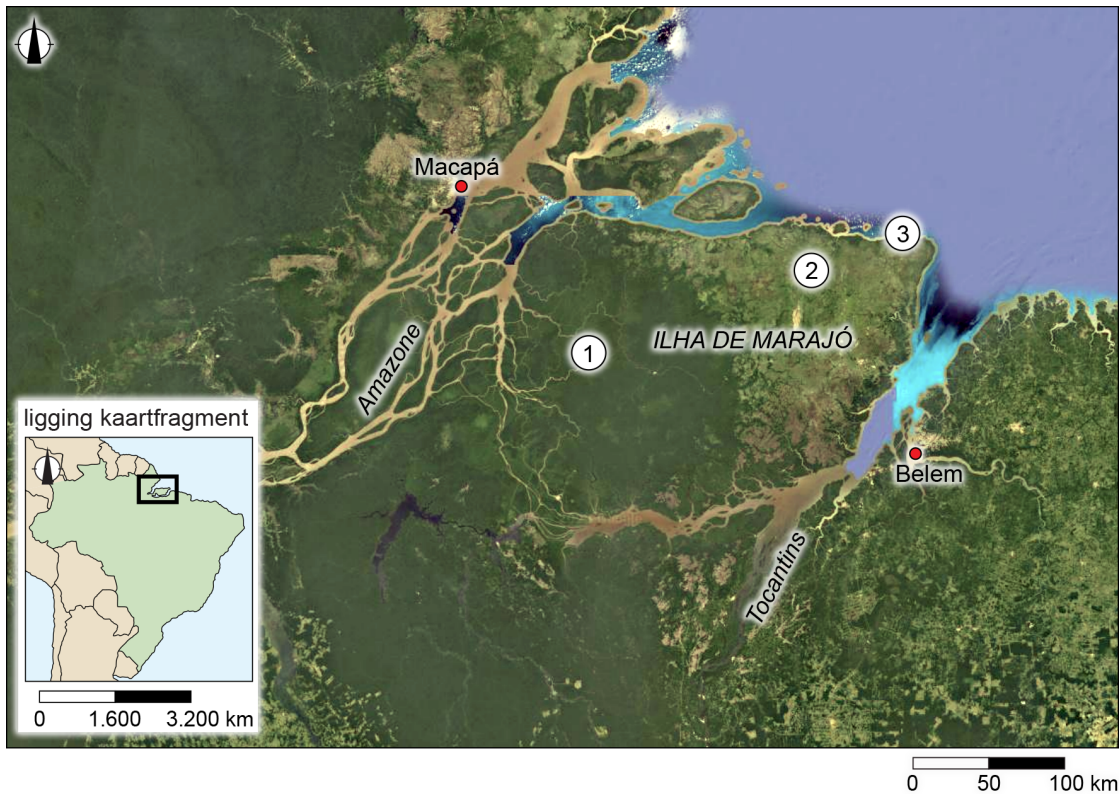 Macapá
3
2
1
ILHA DE MARAJÓ
Amazone
Belem
Tocantins
ligging kaartfragment
0 1.600 3.200 km
0 50 100 km